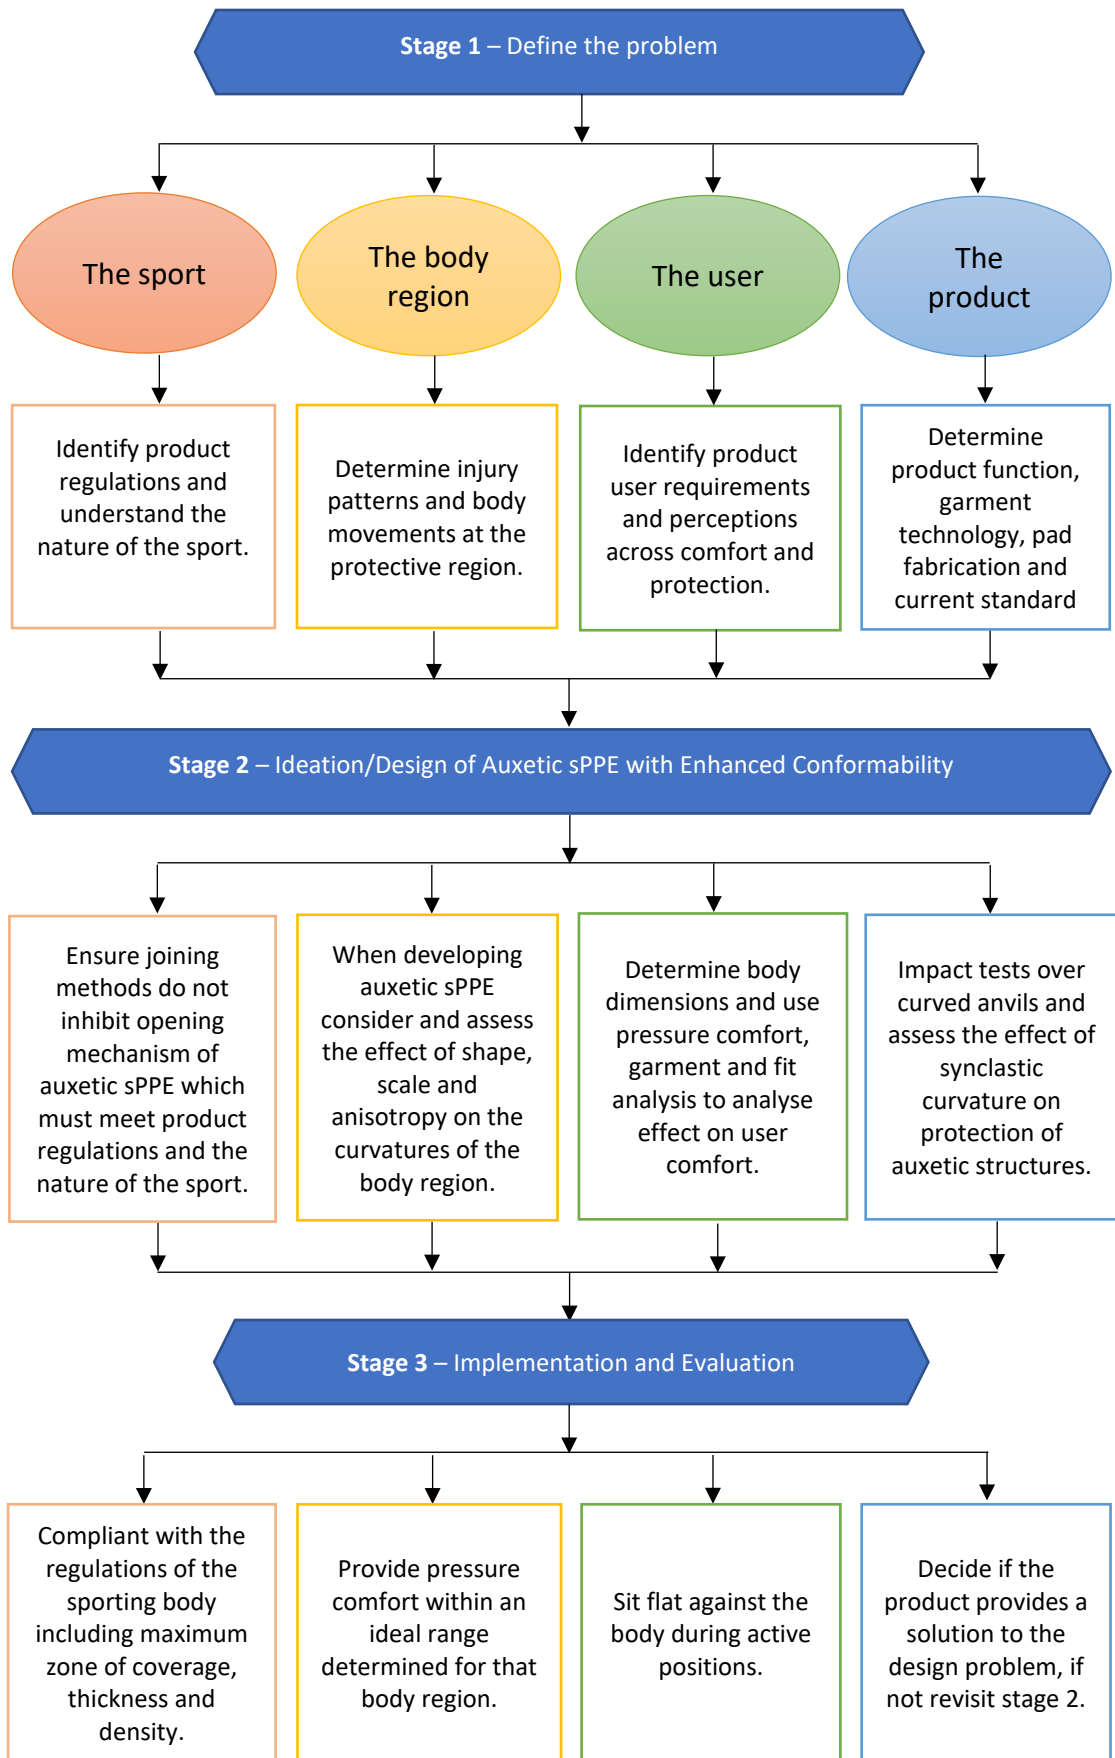 Stage 1 – Define the problem
The sport
The body
region
The user
The
product
Identify product
regulations and
understand the
nature of the sport.
Determine injury
patterns and body
movements at the
protective region.
Identify product
user requirements
and perceptions
across comfort and
protection.
Determine
product function,
garment
technology, pad
fabrication and
current standard
Stage 2 – Ideation/Design of Auxetic sPPE with Enhanced Conformability
Ensure joining
methods do not
inhibit opening
mechanism of
auxetic sPPE which
must meet product
regulations and the
nature of the sport.
When developing
auxetic sPPE
consider and assess
the effect of shape,
scale and
anisotropy on the
curvatures of the
body region.
Determine body
dimensions and use
pressure comfort,
garment and fit
analysis to analyse
effect on user
comfort.
Impact tests over
curved anvils and
assess the effect of
synclastic
curvature on
protection of
auxetic structures.
Stage 3 – Implementation and Evaluation
Compliant with the
regulations of the
sporting body
including maximum
zone of coverage,
thickness and
density.
Provide pressure
comfort within an
ideal range
determined for that
body region.
Sit flat against the
body during active
positions.
Decide if the
product provides a
solution to the
design problem, if
not revisit stage 2.